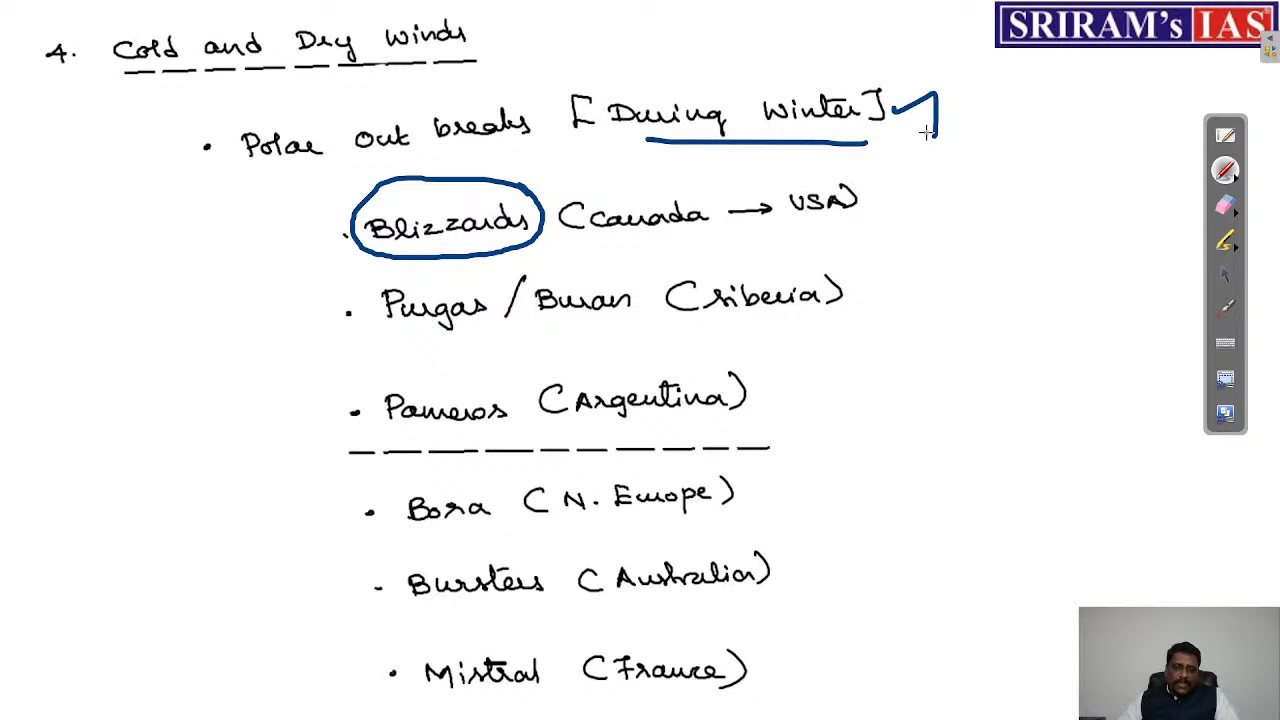 SRIRAM's IAS
4. Cold and Dry Winds
• Polar Out breaks [During Winter]
• Blizzards (Canada → USA)
• Purgas / Buran (Siberia)
• Pameros (Argentina)
• Bora (N. Europe)
- Bursters (Australia)
• Mistral (France)